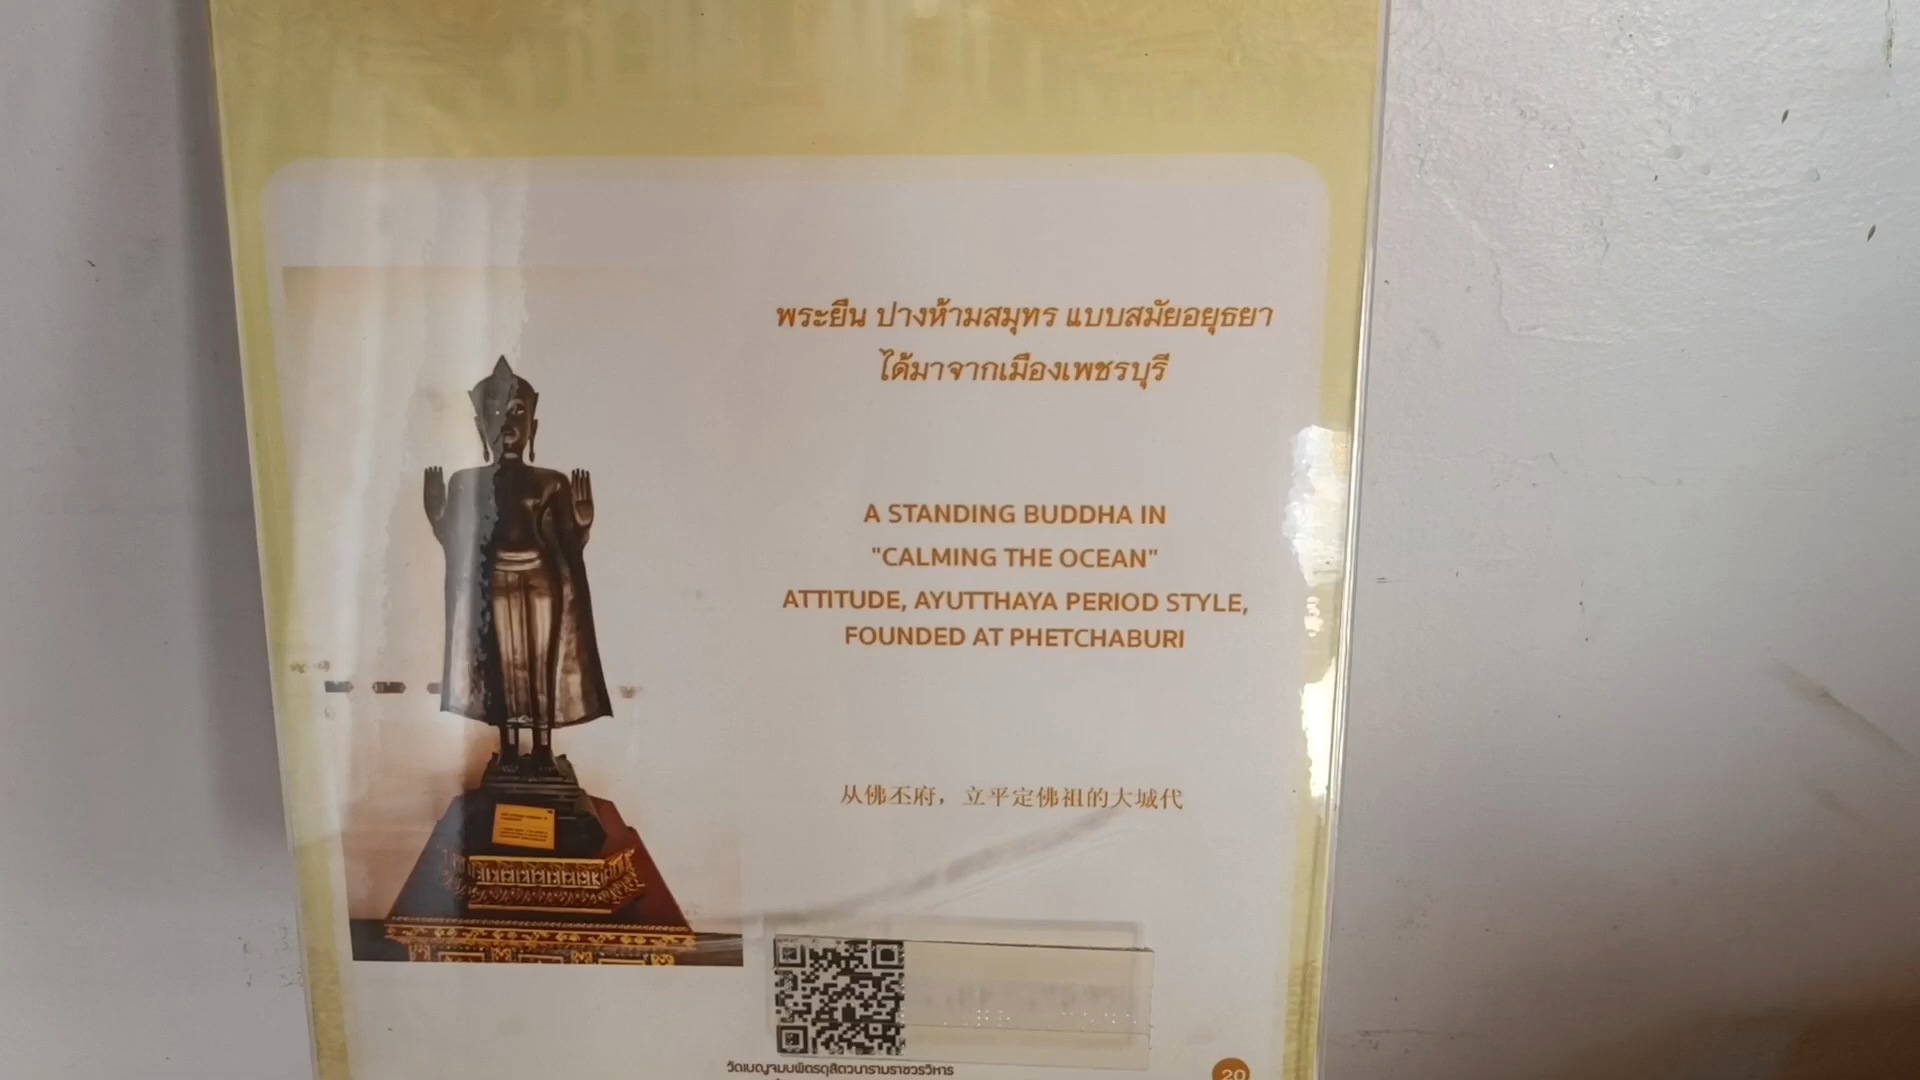 พระยืน ปางห้ามสมุทร แบบสมัยอยุธยา
ได้มาจากเมืองเพชรบุรี
A STANDING BUDDHA IN
"CALMING THE OCEAN"
ATTITUDE, AYUTTHAYA PERIOD STYLE,
FOUNDED AT PHETCHABURI
从佛丕府，立平定佛祖的大城代
วัดเบญจมบพิตรดุสิตวนารามราชวรวิหาร
20